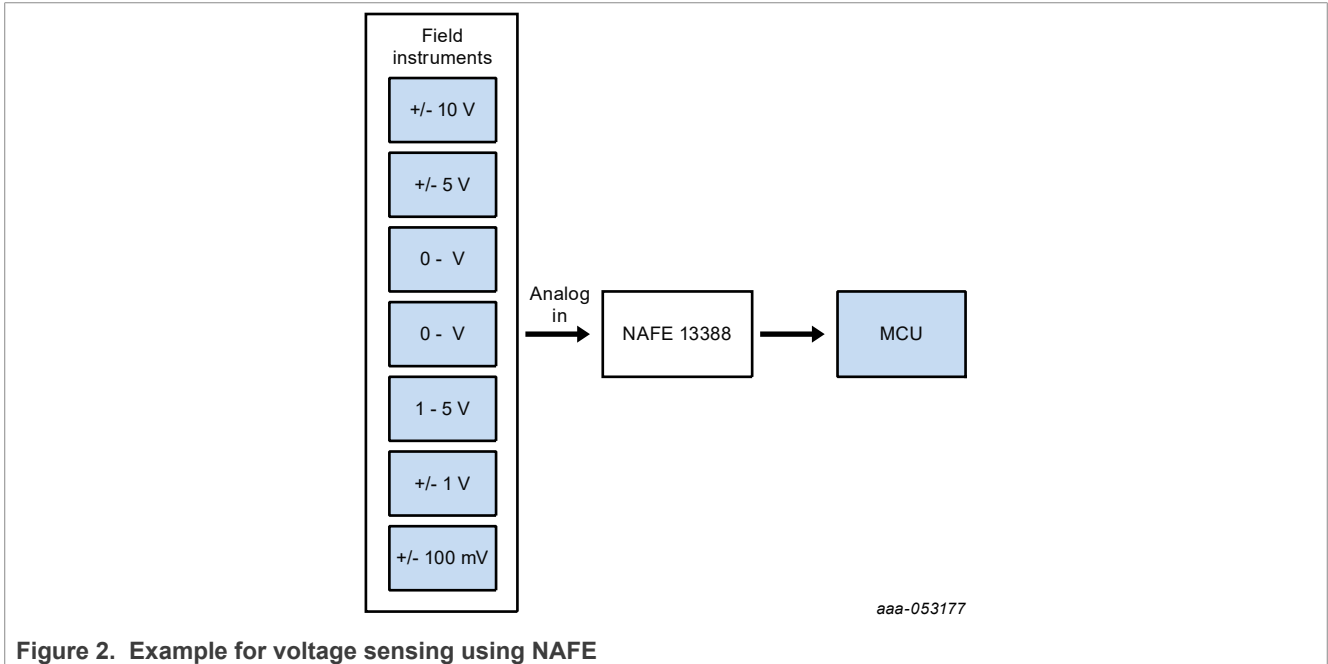 Field
instruments
+/- 10 V
+/- 5 V
0 - V
0 - V
1 - 5 V
+/- 1 V
+/- 100 mV
Analog
in
NAFE 13388
MCU
aaa-053177
Figure 2. Example for voltage sensing using NAFE